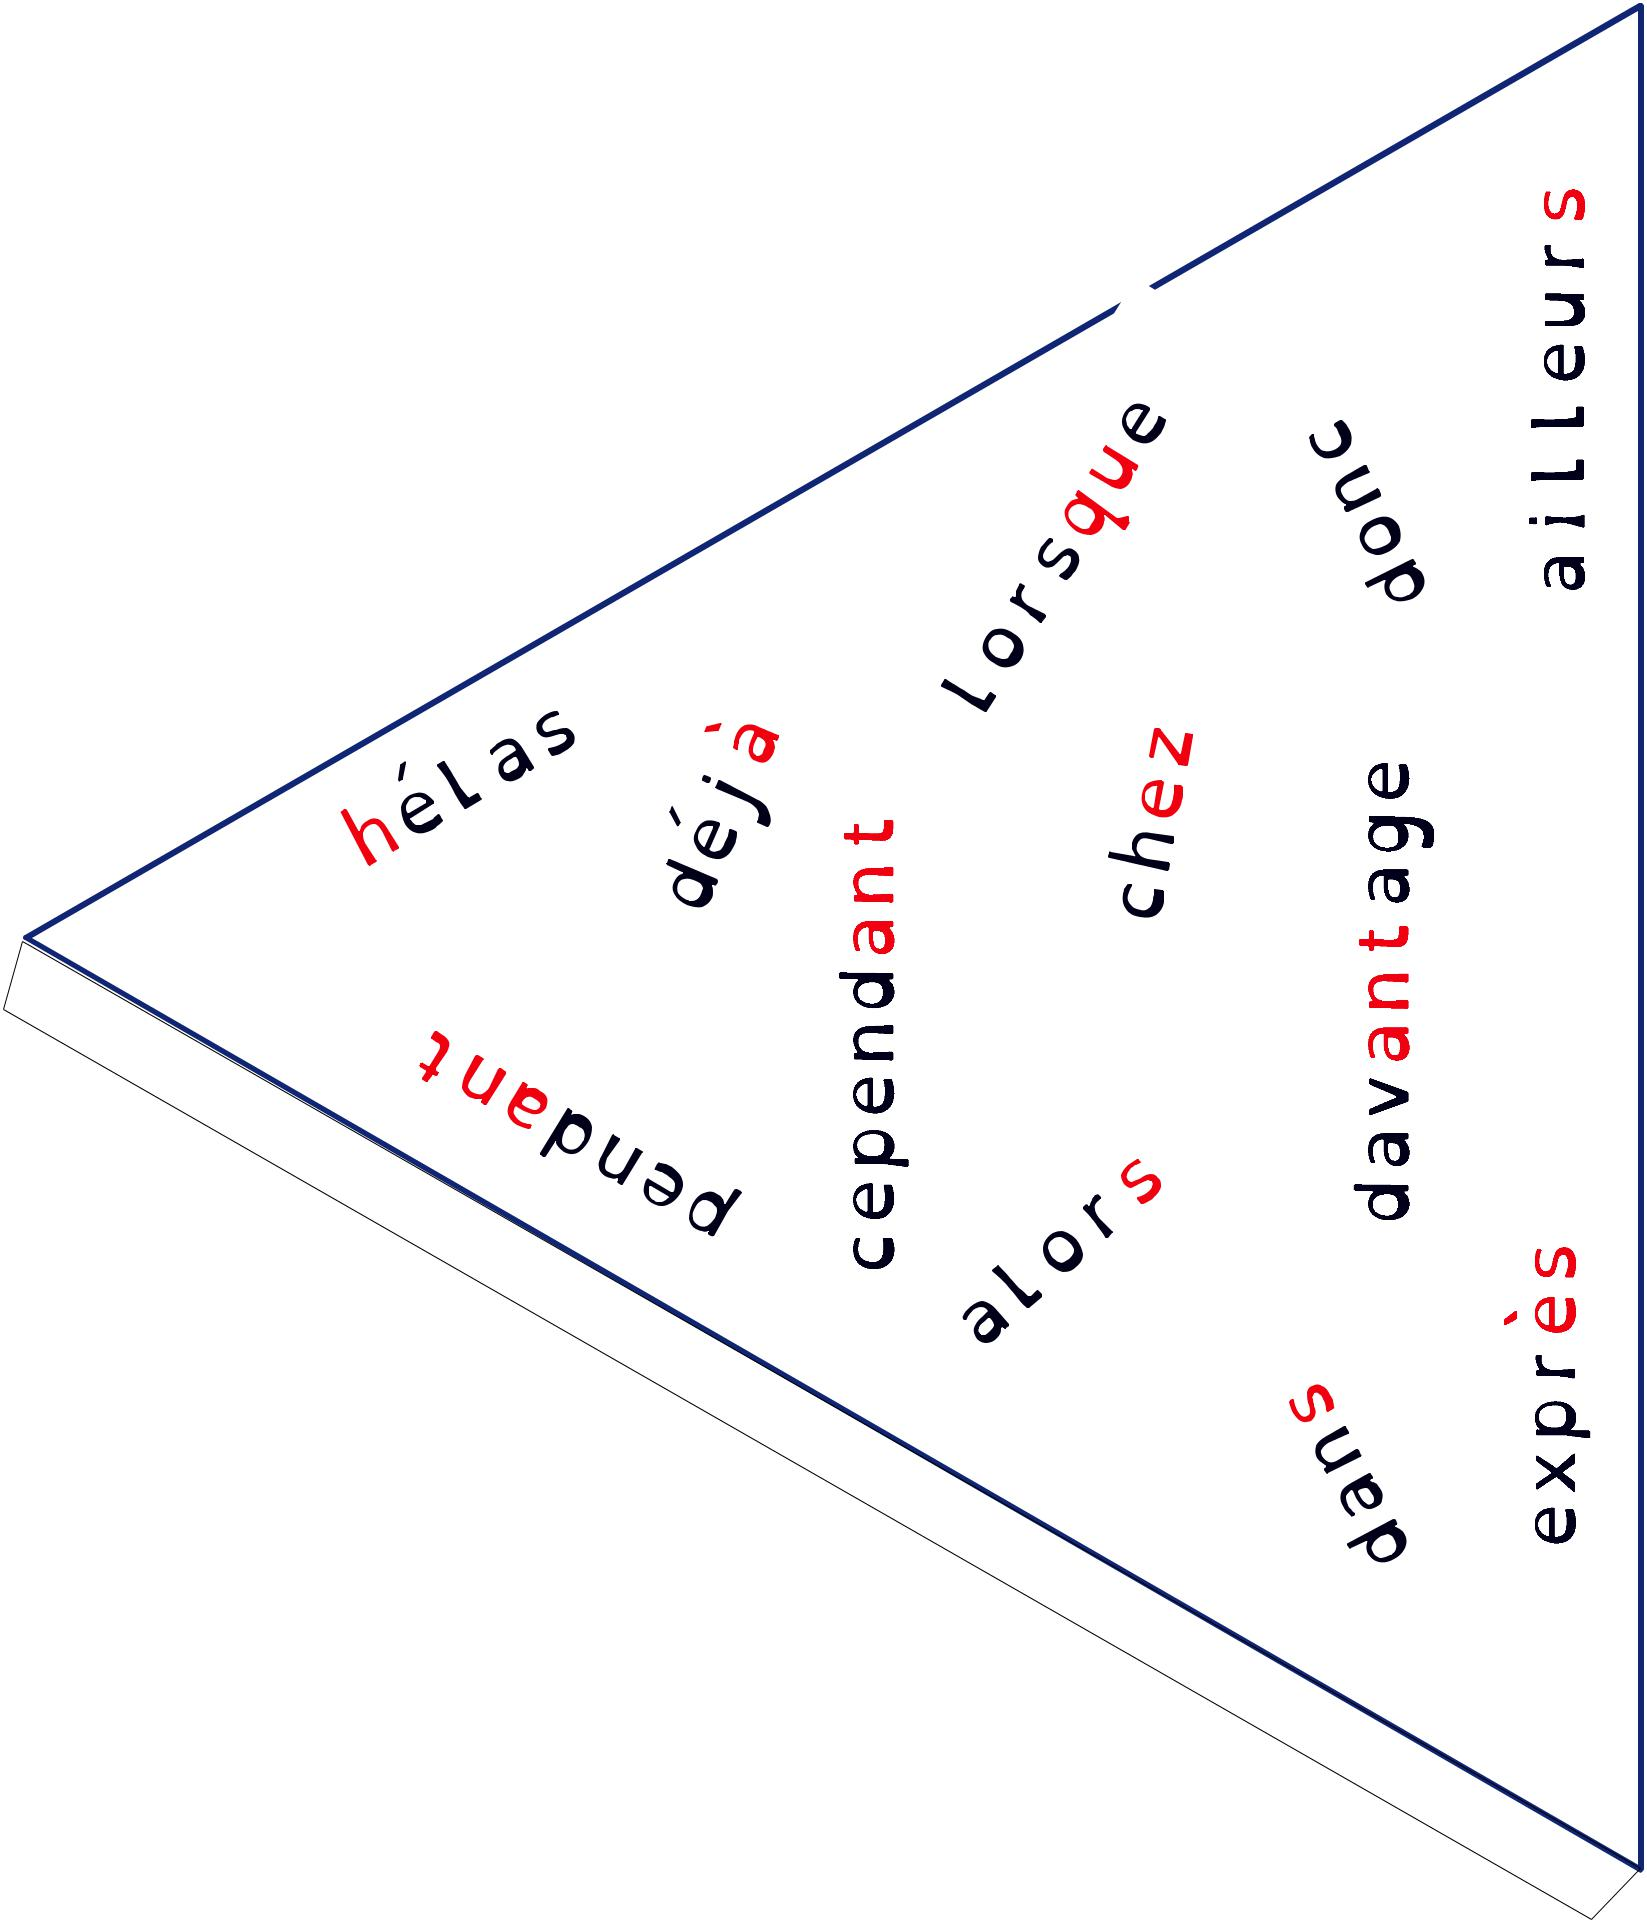 ailleurs
lorsque
donc
hélas
déjà
chez
davantage
cependant
pendant
alors
dans
exprès